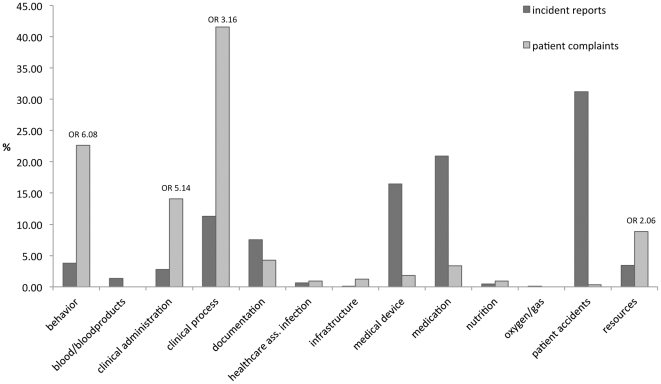 45.00
40.00
35.00
30.00
25.00
20.00
15.00
10.00
5.00
0.00
%
incident reports
patient complaints
OR 6.08
OR 5.14
OR 3.16
OR 2.06
behavior
blood/bloodproducts
clinical administration
clinical process
documentation
healthcare ass. infection
infrastructure
medical device
medication
nutrition
oxygen/gas
patient accidents
resources